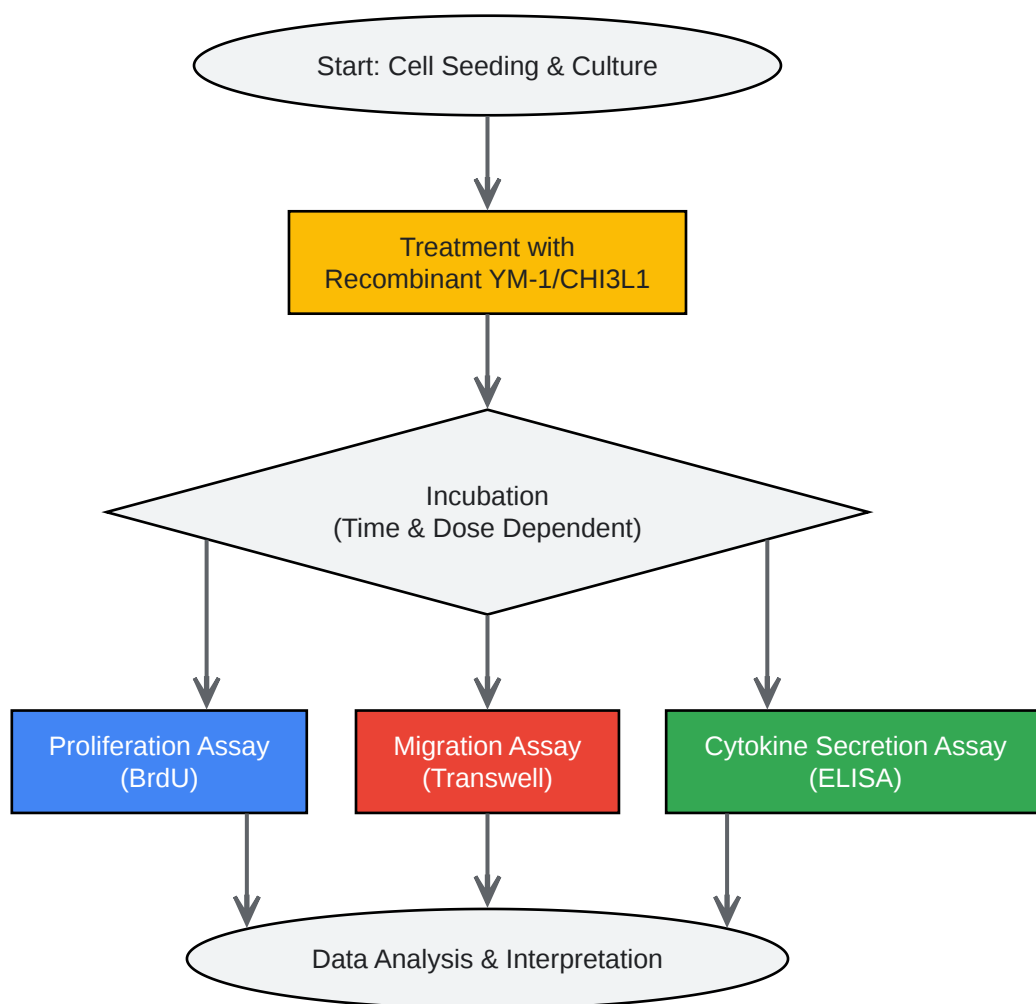 Start: Cell Seeding & Culture
Treatment with
Recombinant YM-1/CHI3L1
Incubation
(Time & Dose Dependent)
Proliferation Assay
(BrdU)
Migration Assay
(Transwell)
Cytokine Secretion Assay
(ELISA)
Data Analysis & Interpretation